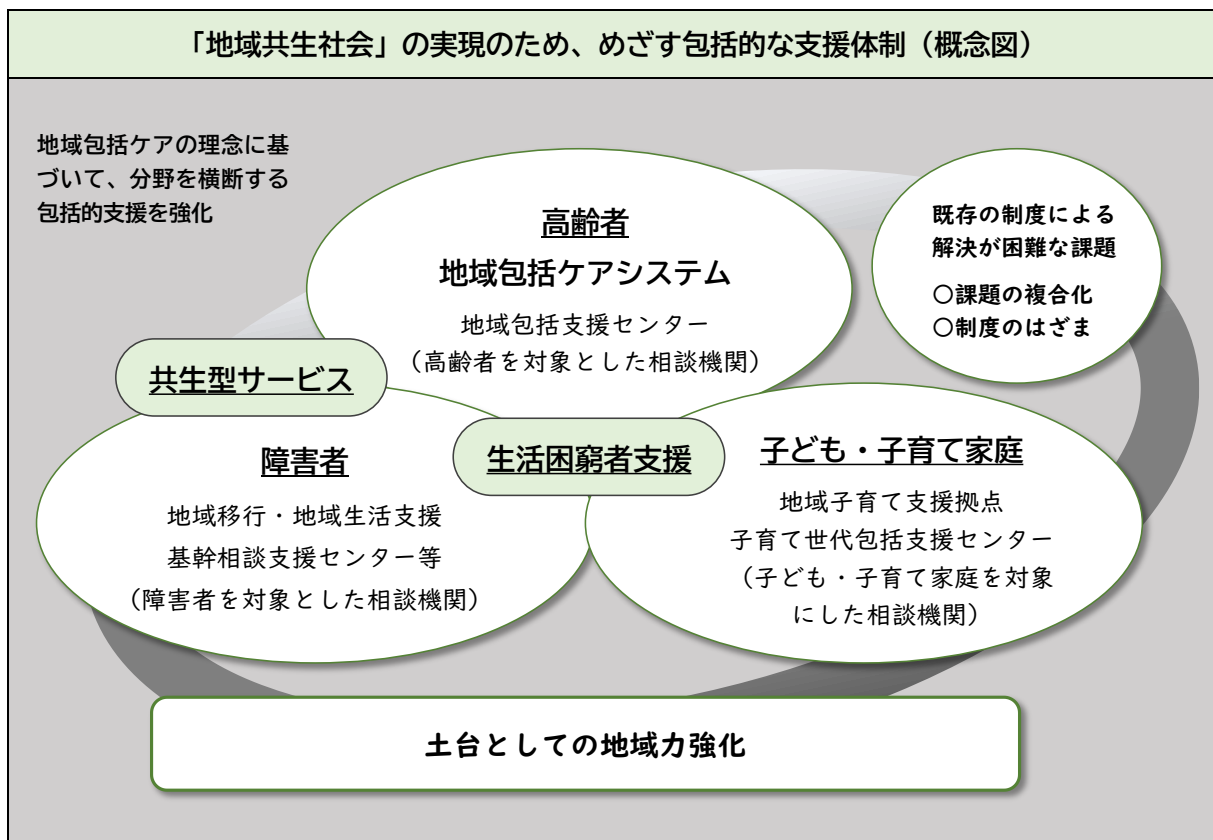 「地域共生社会」の実現のため、めざす包括的な支援体制（概念図）
地域包括ケアの理念に基
づいて、分野を横断する
包括的支援を強化
高齢者
地域包括ケアシステム
地域包括支援センター
（高齢者を対象とした相談機関）
既存の制度による
解決が困難な課題
〇課題の複合化
〇制度のはざま
共生型サービス
障害者
地域移行・地域生活支援
基幹相談支援センター等
（障害者を対象とした相談機関）
生活困窮者支援
子ども・子育て家庭
地域子育て支援拠点
子育て世代包括支援センター
（子ども・子育て家庭を対象
にした相談機関）
土台としての地域力強化